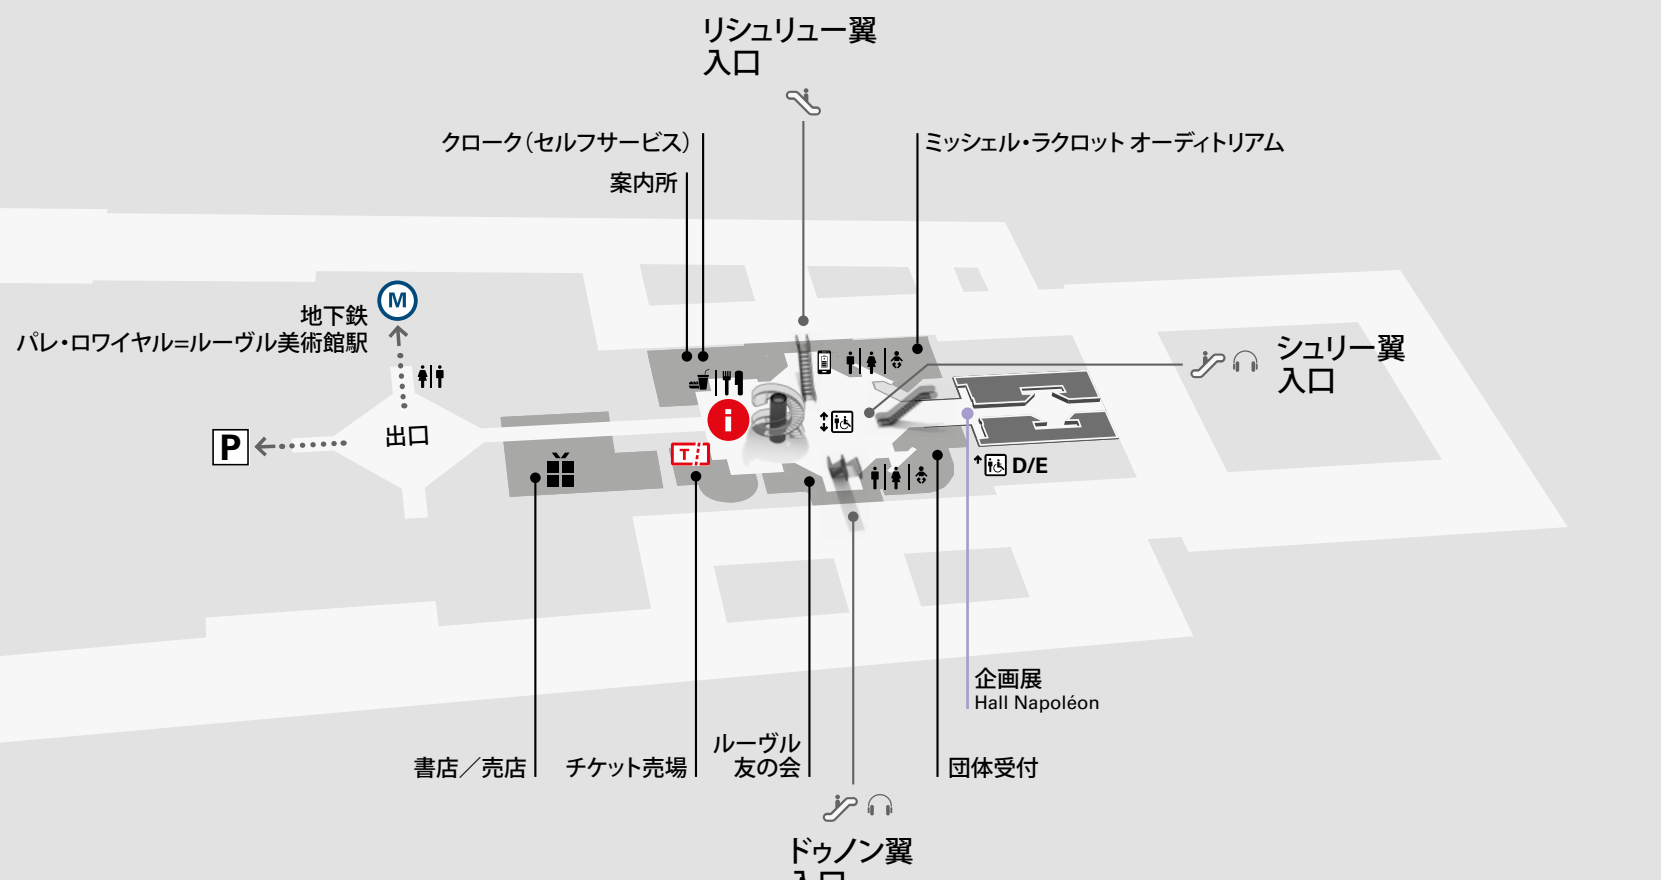 リシュリュー翼
入口
クローク（セルフサービス）
ミッシェル・ラクロット オーディトリアム
案内所
M
地下鉄
パレ・ロワイヤル=ルーヴル美術館駅
シュリー翼
入口
i
出口
P
T
D/E
企画展
Hall Napoléon
ルーヴル
友の会
書店／売店
チケット売場
団体受付
ドゥノン翼
入口